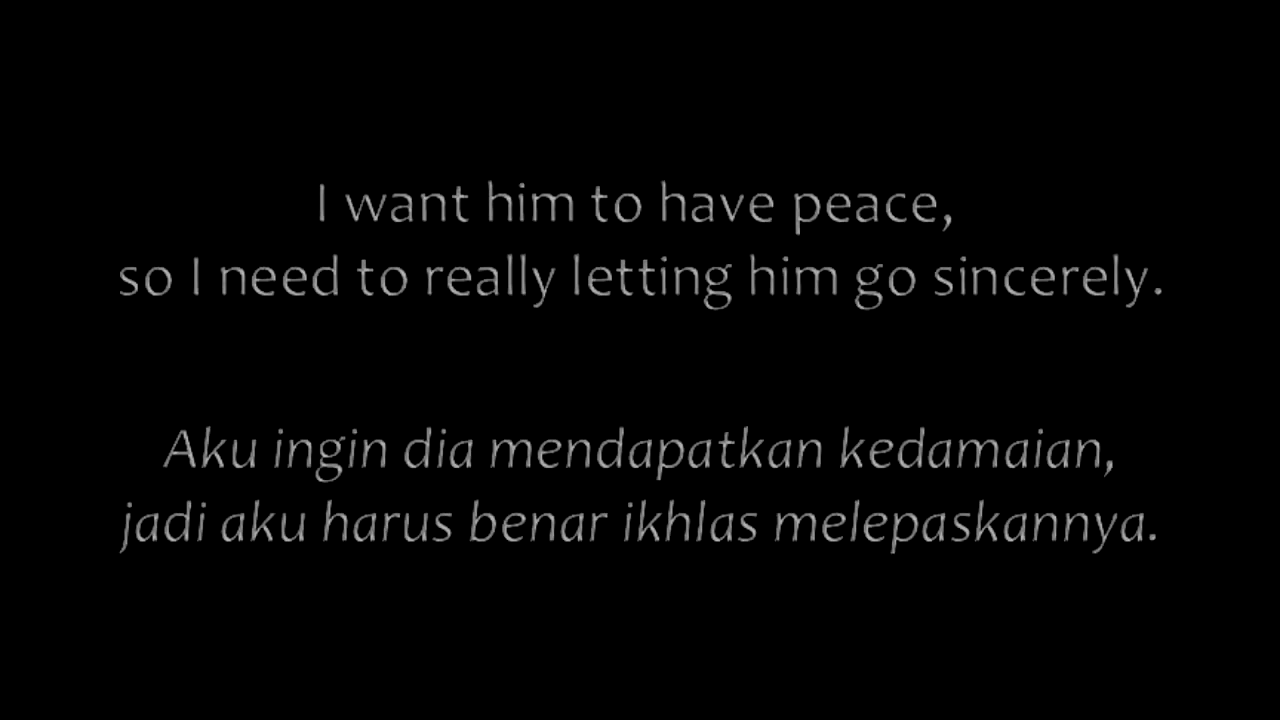 I want him to have peace,
so I need to really letting him go sincerely.
Aku ingin dia mendapatkan kedamaian,
jadi aku harus benar ikhlas melepaskannya.